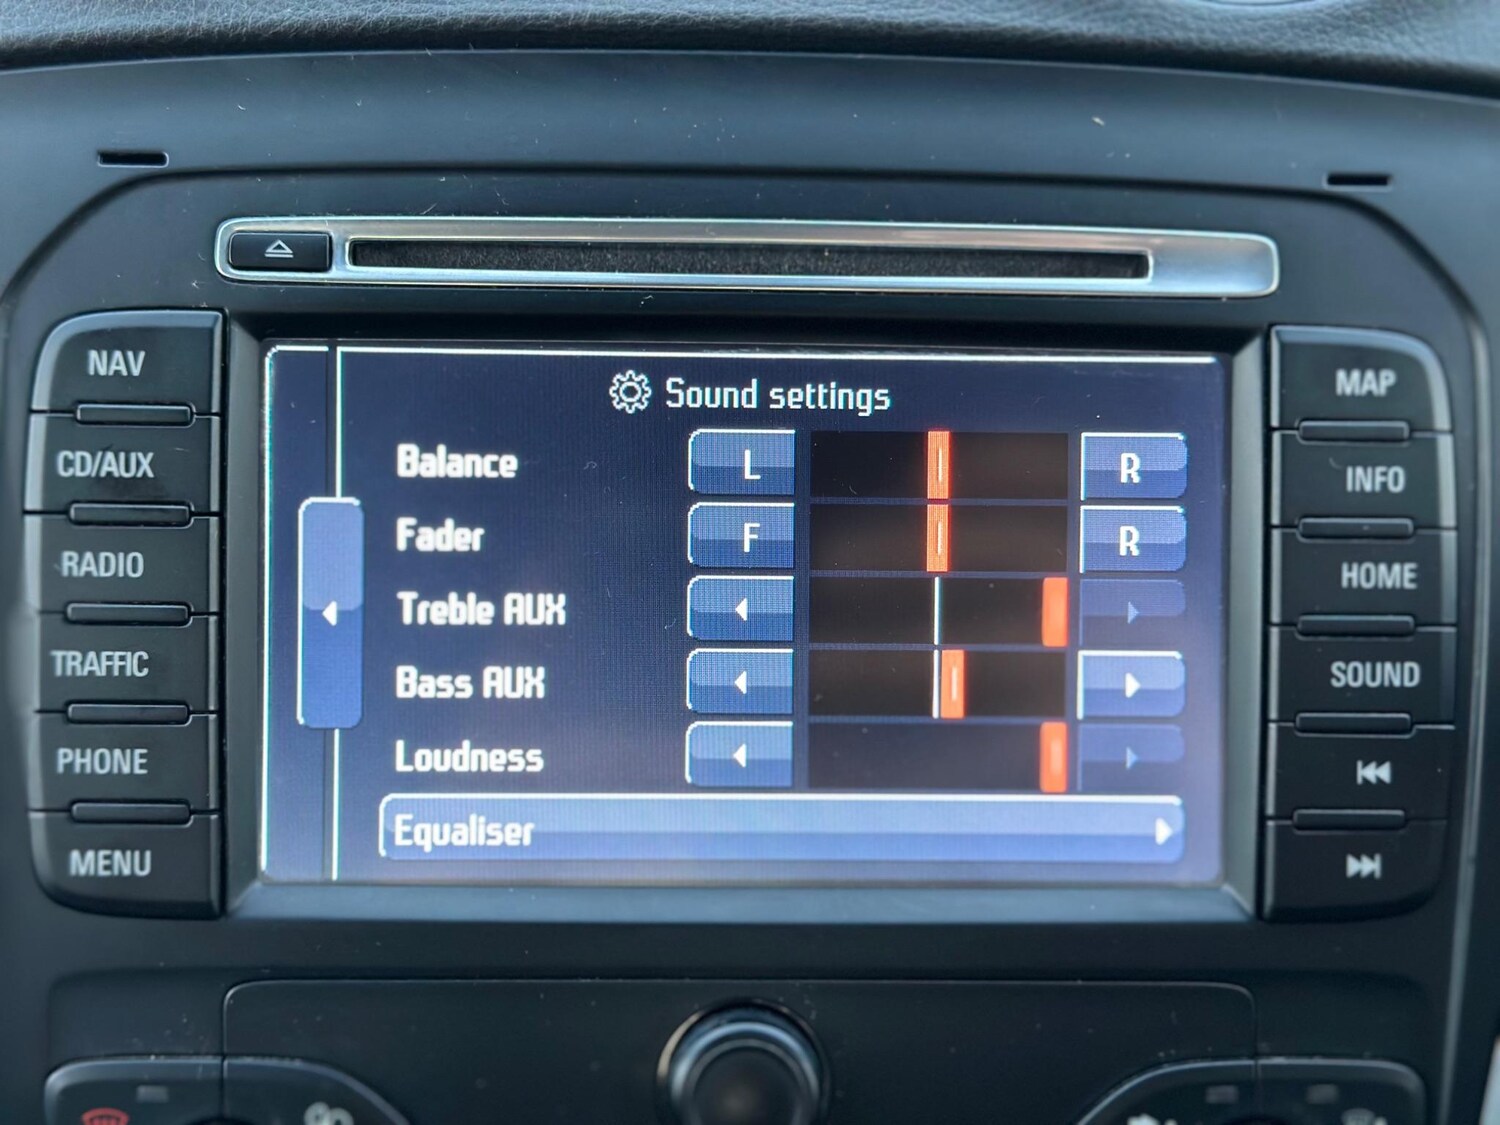 NAV
CD/AUX
RADIO
TRAFFIC
PHONE
MENU
Sound settings
Balance L R
Fader F R
Treble AUX
Bass AUX
Loudness
Equaliser
MAP
INFO
HOME
SOUND